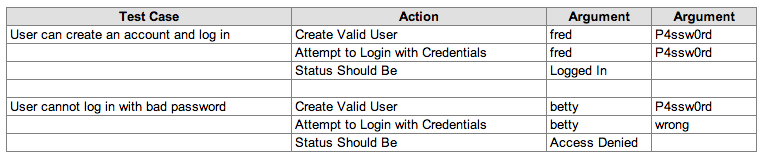 Test Case Action Argument Argument
User can create an account and log in Create Valid User fred P4ssw0rd
Attempt to Login with Credentials fred P4ssw0rd
Status Should Be Logged In
User cannot log in with bad password Create Valid User betty P4ssw0rd
Attempt to Login with Credentials betty wrong
Status Should Be Access Denied